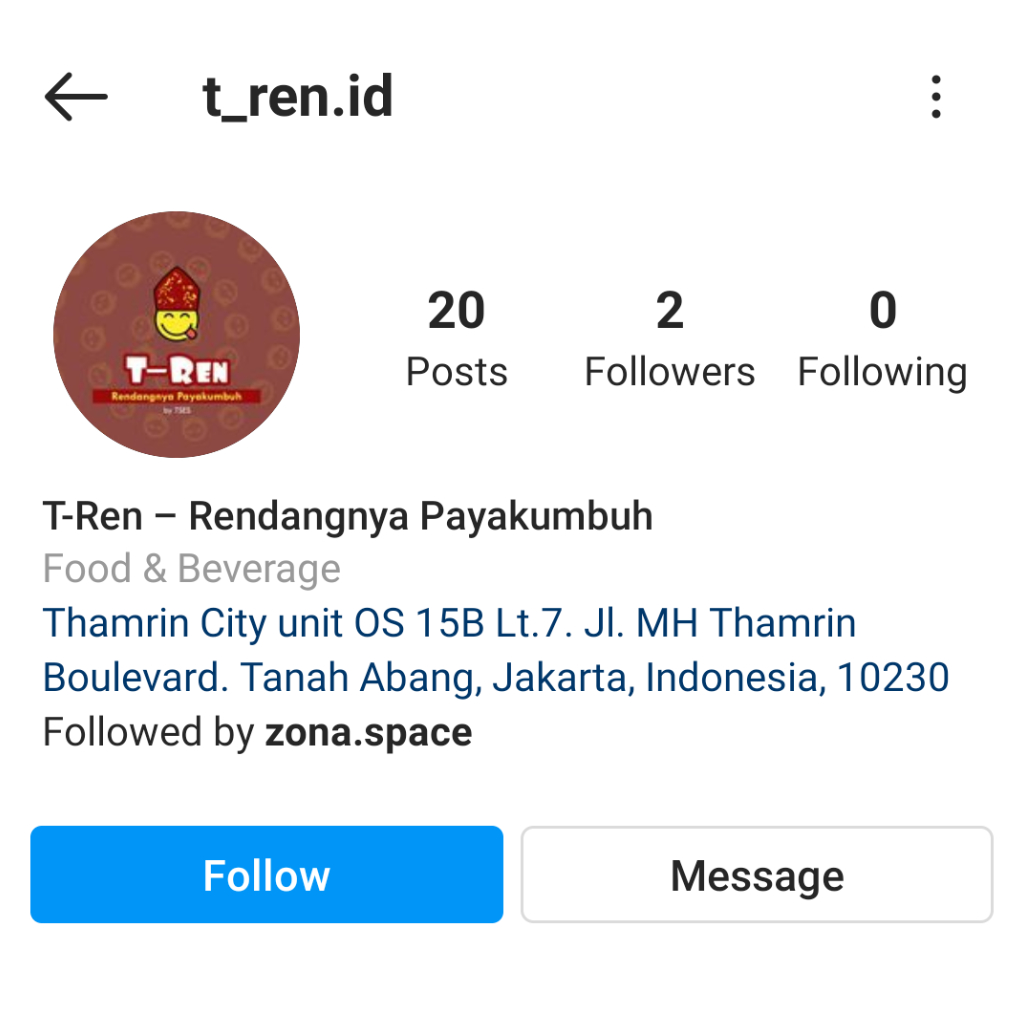 t_ren.id
T-REN
Rendangnya Payakumbuh
by TSES
20
Posts
2
Followers
0
Following
T-Ren – Rendangnya Payakumbuh
Food & Beverage
Thamrin City unit OS 15B Lt.7. Jl. MH Thamrin
Boulevard. Tanah Abang, Jakarta, Indonesia, 10230
Followed by zona.space
Follow
Message